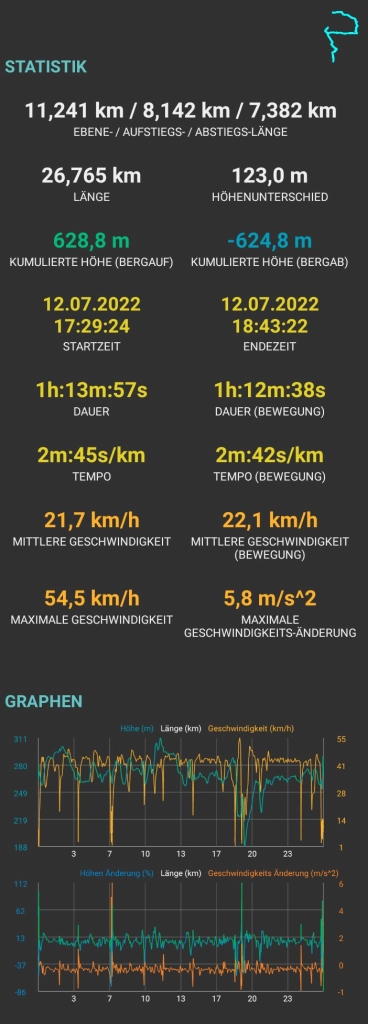 STATISTIK
11,241 km / 8,142 km / 7,382 km
EBENE- / AUFSTIEGS- / ABSTIEGS-LÄNGE
26,765 km 123,0 m
LÄNGE HÖHENUNTERSCHIED
628,8 m -624,8 m
KUMULIERTE HÖHE (BERGAUF) KUMULIERTE HÖHE (BERGAB)
12.07.2022 12.07.2022
17:29:24 18:43:22
STARTZEIT ENDEZEIT
1h:13m:57s 1h:12m:38s
DAUER DAUER (BEWEGUNG)
2m:45s/km 2m:42s/km
TEMPO TEMPO (BEWEGUNG)
21,7 km/h 22,1 km/h
MITTLERE GESCHWINDIGKEIT MITTLERE GESCHWINDIGKEIT
(BEWEGUNG)
54,5 km/h 5,8 m/s^2
MAXIMALE GESCHWINDIGKEIT MAXIMALE
GESCHWINDIGKEITS-ÄNDERUNG
GRAPHEN
Höhe (m) Länge (km) Geschwindigkeit (km/h)
311 55
280 41
249 28
219 14
188 1
3 7 10 13 14 17 20 23
Höhen Änderung (%) Länge (km) Geschwindigkeits Änderung (m/s^2)
112 6
62 4
13 2
-37 0
-86 -1
3 7 10 13 14 17 20 23